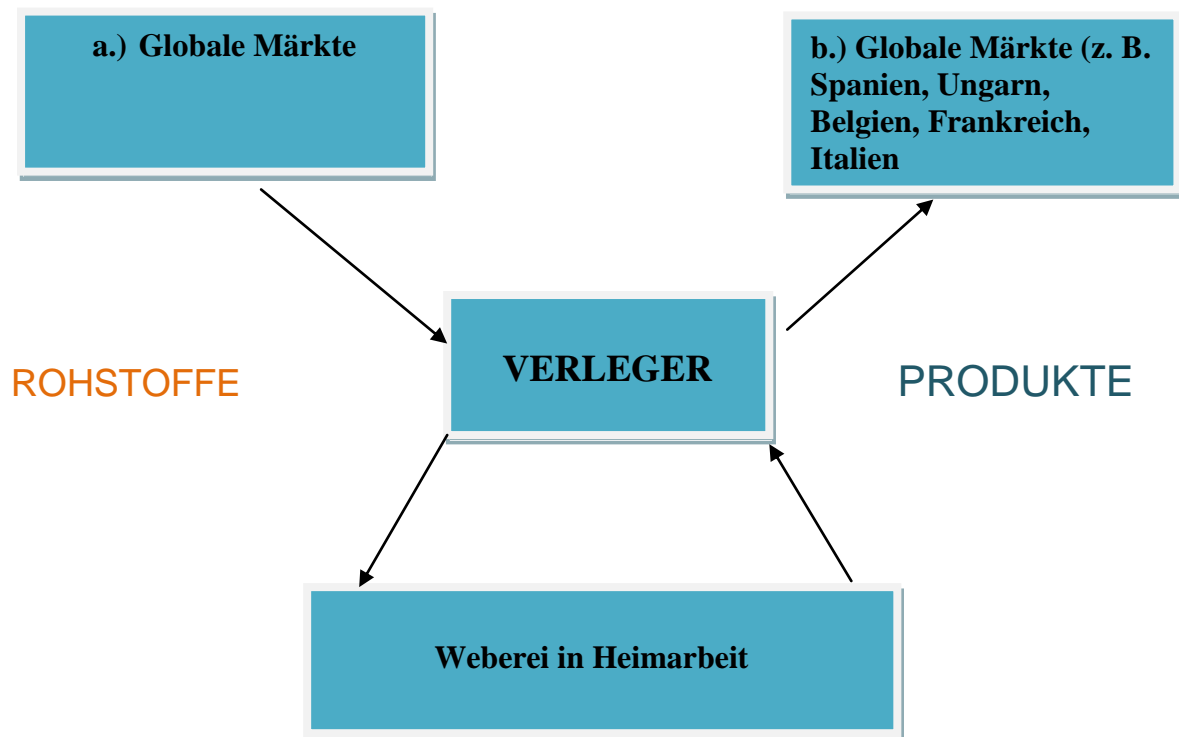 a.) Globale Märkte
b.) Globale Märkte (z. B.
Spanien, Ungarn,
Belgien, Frankreich,
Italien
VERLEGER
ROHSTOFFE
PRODUKTE
Weberei in Heimarbeit